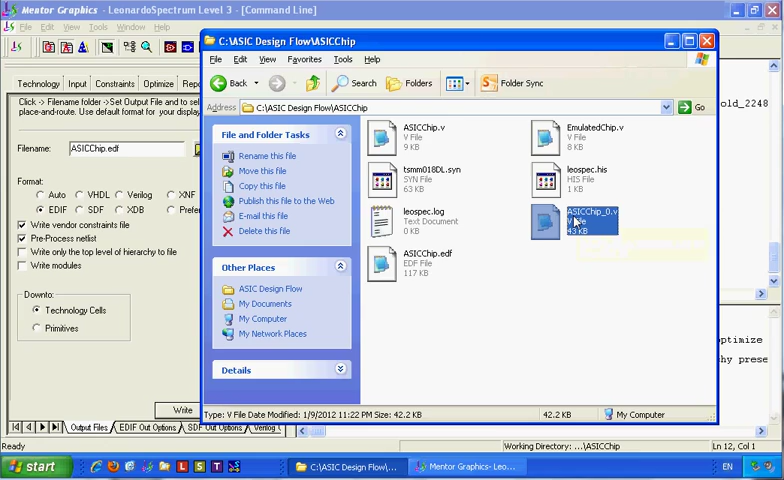 Mentor Graphics - LeonardoSpectrum Level 3 - [Command Line]
File Edit View Tools Window Help
C:\ASIC Design Flow\ASICChip
File Edit View Favorites Tools Help
Back Search Folders Folder Sync
Address C:\ASIC Design Flow\ASICChip Go
Technology Input Constraints Optimize
Click -> Filename folder->Set Output File and to
place-and-route. Use default format for your
Filename: ASICChip.edf
Format:
Auto VHDL Verilog XNF
EDIF SDF XDB
Write vendor constraints file
Pre-Process netlist
Write only the top level of hierarchy to file
Write modules
Downto:
Technology Cells
Primitives
Write
Output Files EDIF Out Options SDF Out Options Verilog
Ready
File and Folder Tasks
Rename this file
Move this file
Copy this file
Publish this file to the Web
E-mail this file
Delete this file
Other Places
ASIC Design Flow
My Documents
My Computer
My Network Places
Details
ASICChip.v
V File
9 KB
EmulatedChip.v
V File
8 KB
tsmm018DL.syn
SYN File
63 KB
leospec.his
HIS File
1 KB
leospec.log
Text Document
0 KB
ASICChip_0.v
V File
43 KB
ASICChip.edf
EDF File
117 KB
old_2248
optimize
hy prese
Type: V File Date Modified: 1/9/2012 11:22 PM Size: 42.2 KB 42.2 KB My Computer
Working Directory: ...\ASICChip Ln 12, Col 1
start C:\ASIC Design Flow\... Mentor Graphics- Leo... EN